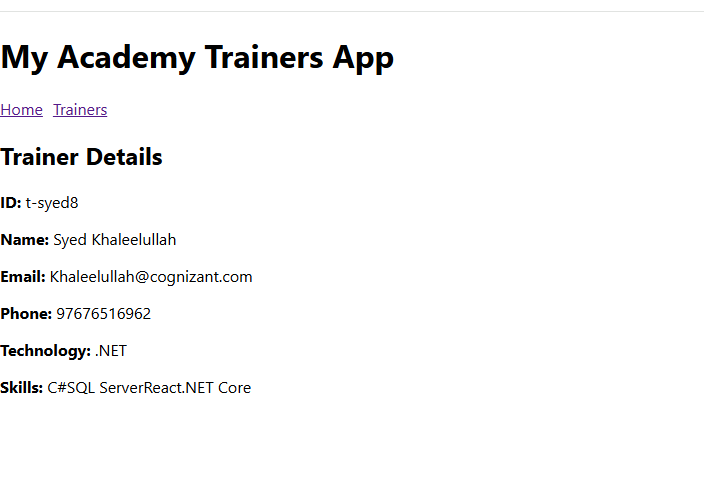 My Academy Trainers App
Home Trainers
Trainer Details
ID: t-syed8
Name: Syed Khaleelullah
Email: Khaleelullah@cognizant.com
Phone: 97676516962
Technology: .NET
Skills: C#SQL ServerReact.NET Core